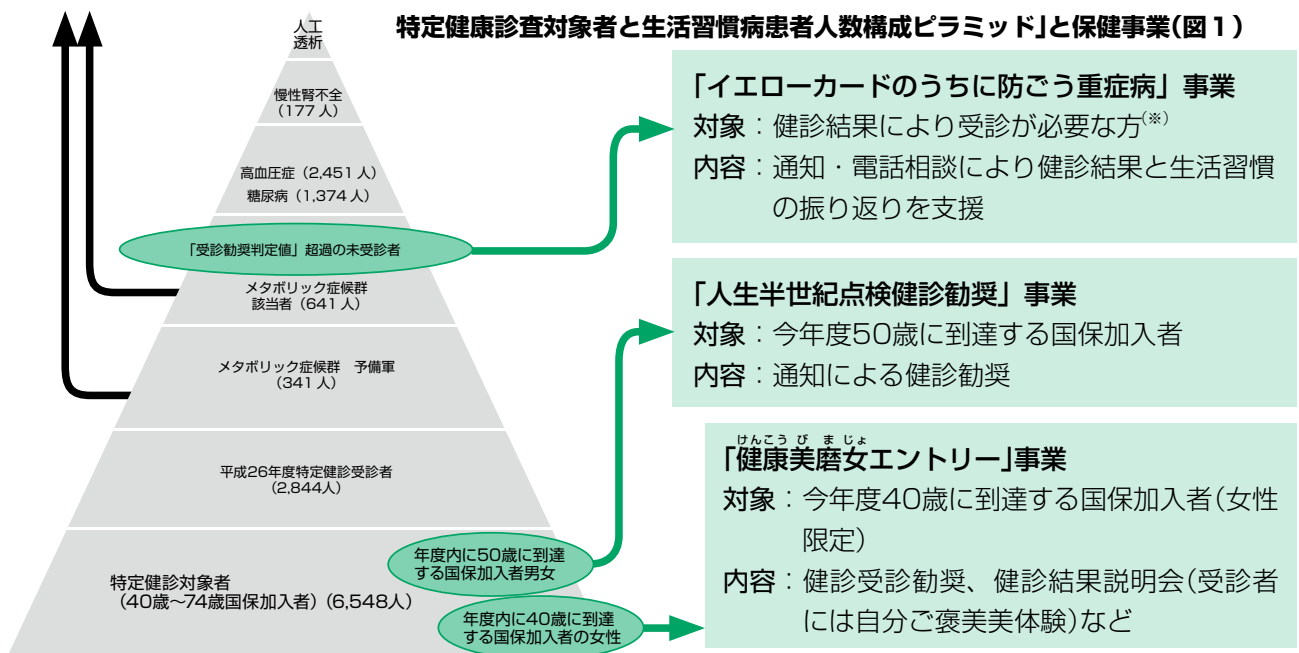 特定健康診査対象者と生活習慣病患者人数構成ピラミッド」と保健事業(図１)
人工
透析
慢性腎不全
(177人)
高血圧症（2,451人）
糖尿病（1,374人）
「受診勧奨判定値」超過の未受診者
メタボリック症候群
該当者（641人）
メタボリック症候群　予備軍
（341人）
平成26年度特定健診受診者
（2,844人）
特定健診対象者
（40歳〜74歳国保加入者）（6,548人）
年度内に50歳に到達
する国保加入者男女
年度内に40歳に到達
する国保加入者の女性
「イエローカードのうちに防ごう重症病」事業
対象：健診結果により受診が必要な方(※)
内容：通知・電話相談により健診結果と生活習慣
の振り返りを支援
「人生半世紀点検健診勧奨」事業
対象：今年度50歳に到達する国保加入者
内容：通知による健診勧奨
けんこう び ま じょ
「健康美磨女エントリー」事業
対象：今年度40歳に到達する国保加入者(女性
限定)
内容：健診受診勧奨、健診結果説明会(受診者
には自分ご褒美美体験)など